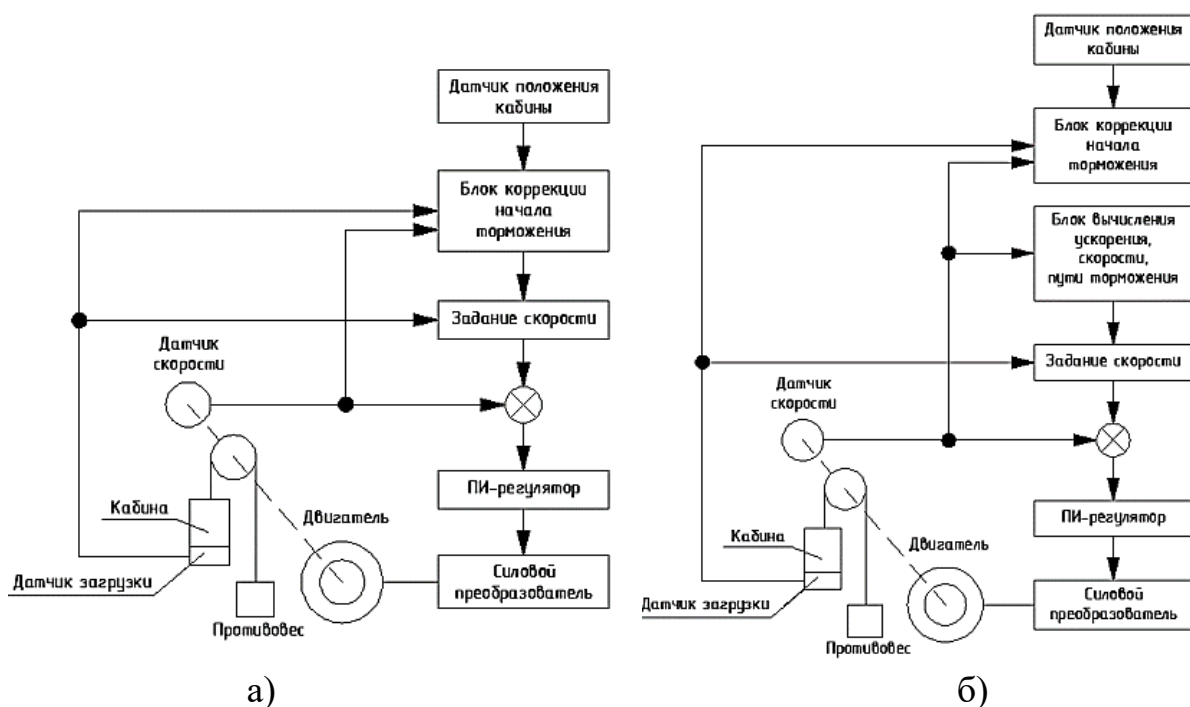 Датчик положения
кабины
Блок коррекции
начала
торможения
Задание скорости
Датчик
скорости
ПИ-регулятор
Кабина
Двигатель
Датчик загрузки
Силовой
преобразователь
Противовес
а)
Датчик положения
кабины
Блок коррекции
начала
торможения
Блок вычисления
ускорения,
скорости,
пути торможения
Задание скорости
Датчик
скорости
ПИ-регулятор
Кабина
Двигатель
Датчик загрузки
Силовой
преобразователь
Противовес
б)